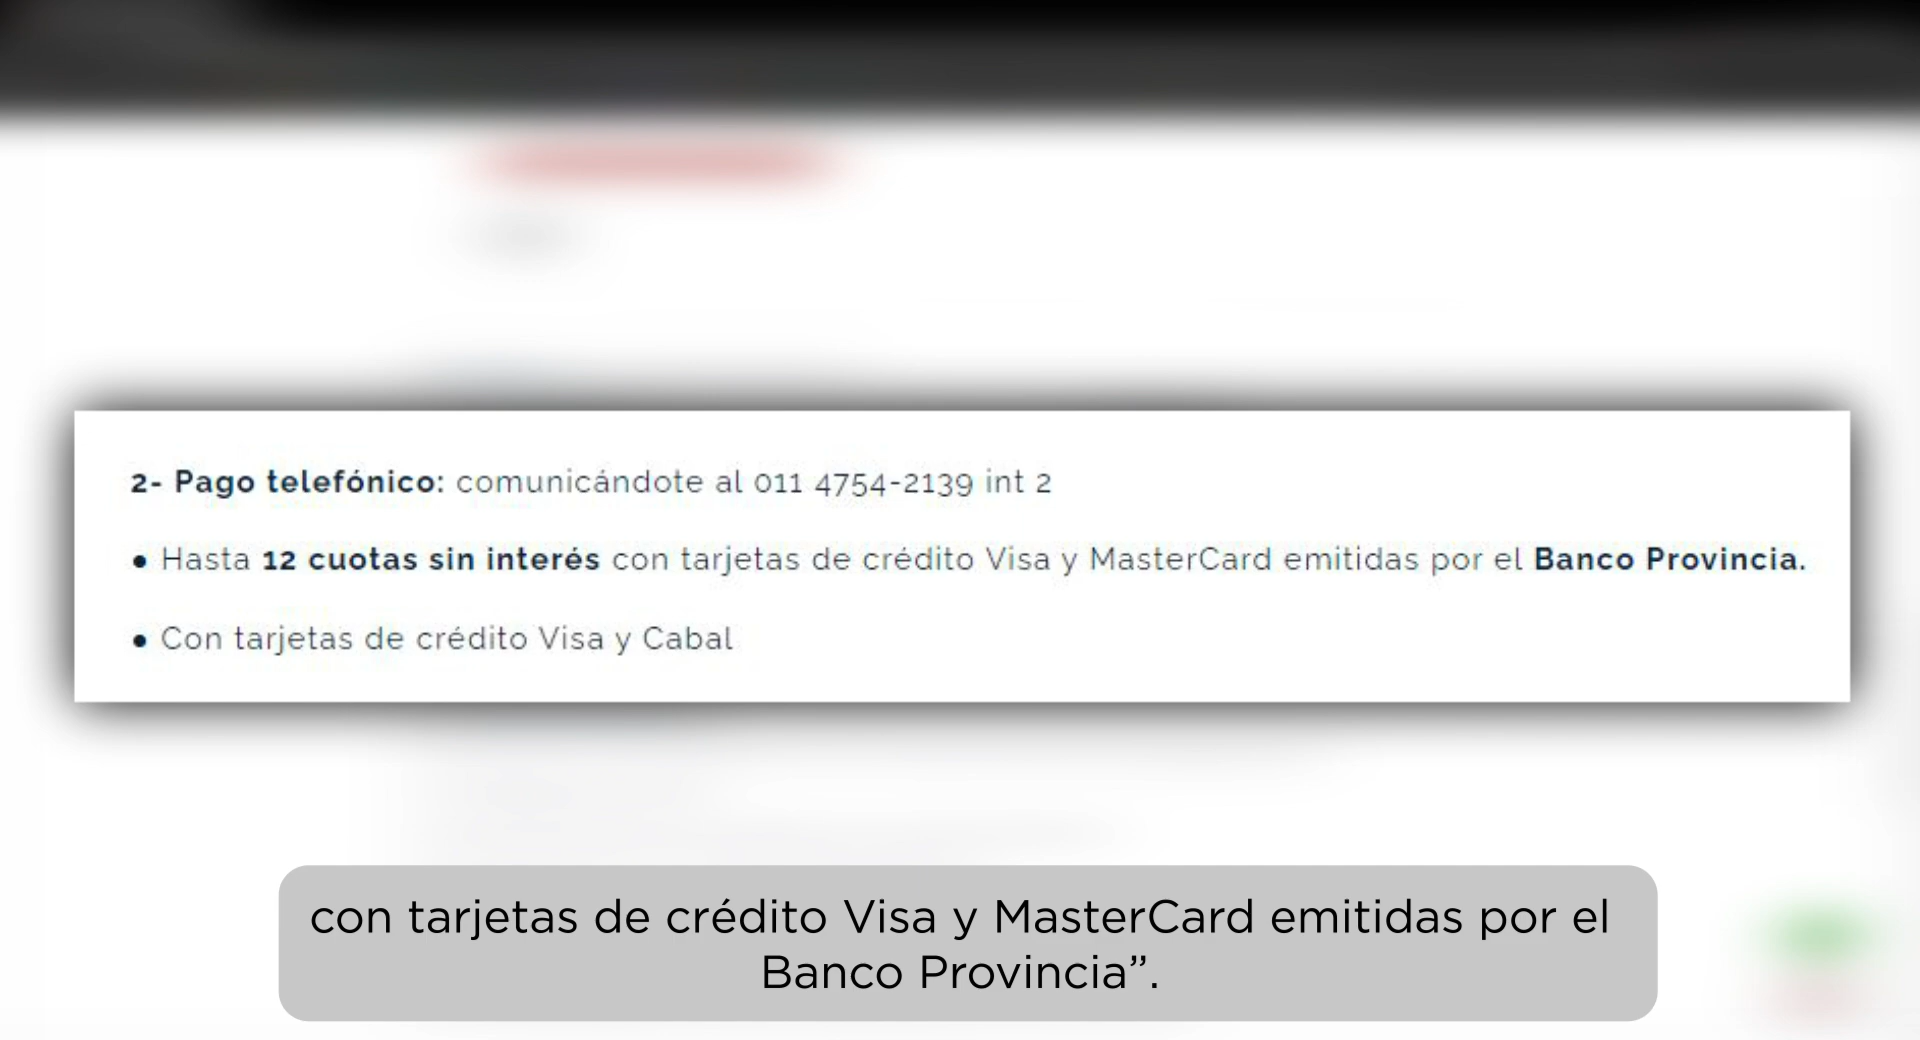 2- Pago telefónico: comunicándote al 011 4754-2139 int 2
• Hasta 12 cuotas sin interés con tarjetas de crédito Visa y MasterCard emitidas por el Banco Provincia.
• Con tarjetas de crédito Visa y Cabal
con tarjetas de crédito Visa y MasterCard emitidas por el
Banco Provincia”.